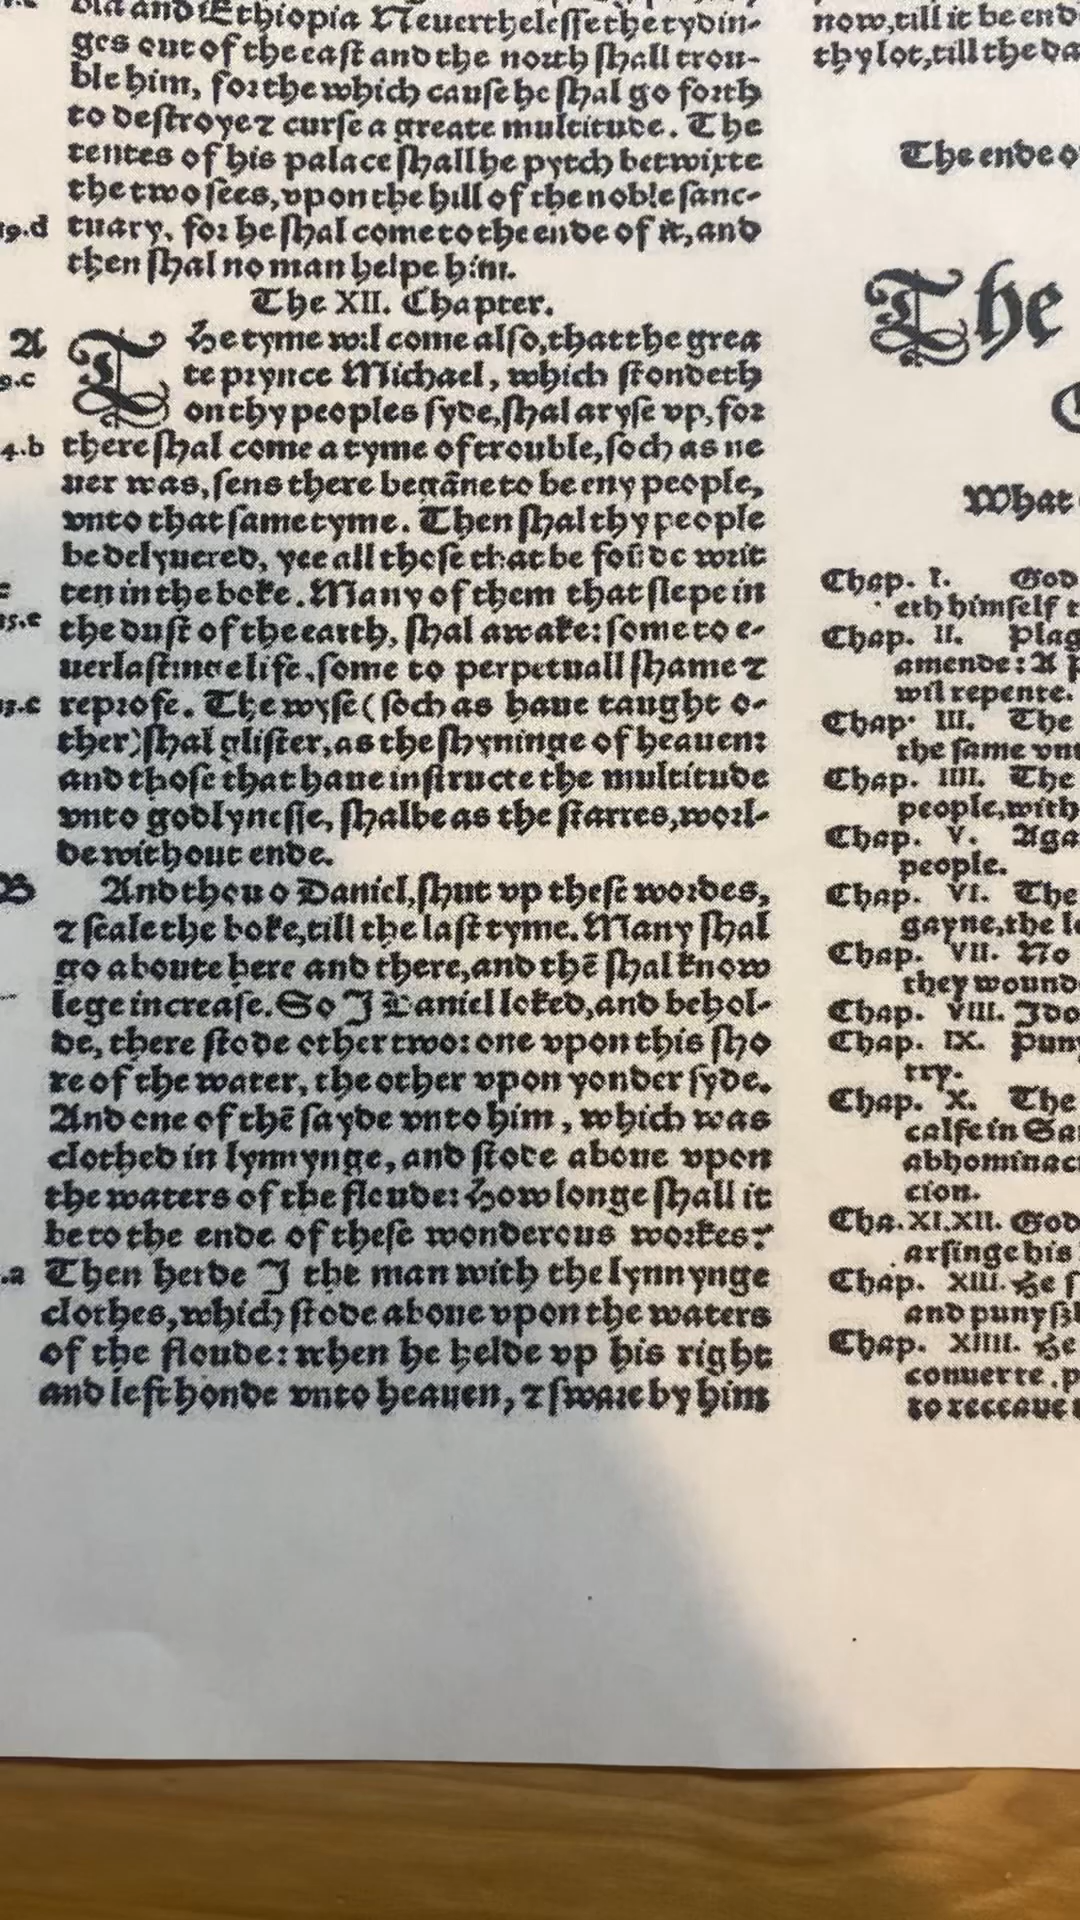 bia and Ethiopia Neuertheleſſe the tydin-
ges out of the eaſt and the north ſhall trou-
ble him, for the which cauſe he ſhal go forth
to deſtroye ⁊ curſe a greate multitude. The
tentes of his palace ſhall he pytch betwixte
the two ſees, vpon the hill of the noble ſanc-
19.d tuary, for he ſhal come to the ende of it, and
then ſhal no man helpe him.
The XII. Chapter.
A The tyme wil come alſo, that the grea
9.c te prynce Michael, which ſtondeth
on thy peoples ſyde, ſhal aryſe vp, for
4.b there ſhal come a tyme of trouble, ſoch as ne
uer was, ſens there begāne to be eny people,
vnto that ſame tyme. Then ſhal thy people
be delyuered, yee all thoſe that be foūde writ
ten in the boke. Many of them that ſlepe in
15.e the duſt of the earth, ſhal awake: ſome to e-
uerlaſtinge life, ſome to perpetuall ſhame ⁊
13.c reprofe. The wyſe (ſoch as haue taught o-
ther) ſhal gliſter, as the ſhyninge of heauen:
and thoſe that haue inſtructe the multitude
vnto godlyneſſe, ſhalbe as the ſtarres, worl-
de without ende.
B And thou o Daniel, ſhut vp theſe wordes,
⁊ ſeale the boke, till the laſt tyme. Many ſhal
go aboute here and there, and thē ſhal know
lege increaſe. So I Daniel loked, and behol-
de, there ſtode other two: one vpon this ſho
re of the water, the other vpon yonder ſyde.
And one of thē ſayde vnto him, which was
clothed in lynnynge, and ſtode aboue vpon
the waters of the floude: How longe ſhall it
be to the ende of theſe wonderous workes?
.a Then herde I the man with the lynnynge
clothes, which ſtode aboue vpon the waters
of the floude: when he helde vp his right
and left honde vnto heauen, ⁊ ſware by him
now, till it be end
thy lot, till the da
The ende o
The
What
Chap. I. God
eth himſelf t
Chap. II. Plag
amende: A p
wil repente.
Chap. III. The
the ſame vnt
Chap. IIII. The
people, with
Chap. V. Aga
people.
Chap. VI. The
gayne, the l
Chap. VII. No
they wound
Chap. VIII. Ido
Chap. IX. Puny
try.
Chap. X. The
calfe in Sa
abhominac
cion.
Cha. XI. XII. God
arſinge his
Chap. XIII. He ſ
and punyſh
Chap. XIIII. He
conuerte, p
to receaue